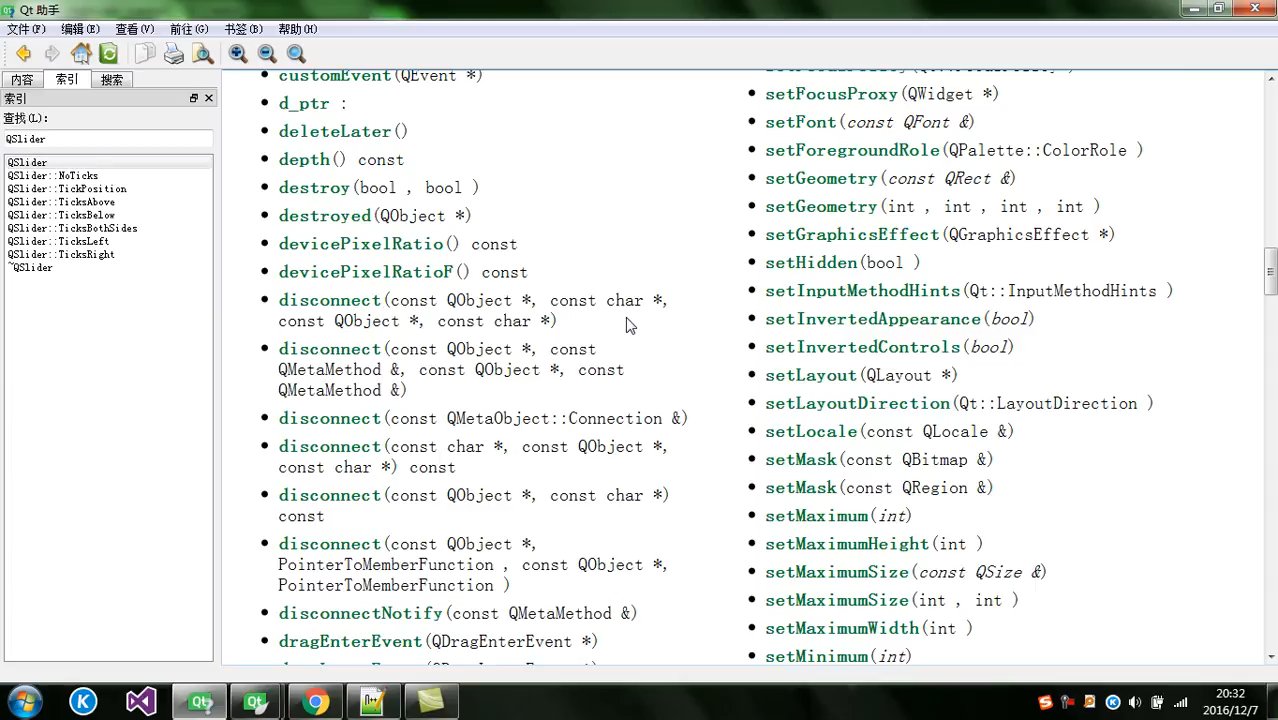 Qt 助手
文件(F) 编辑(E) 查看(V) 前往(G) 书签(B) 帮助(H)
内容 索引 搜索
索引
查找(L):
QSlider
QSlider
QSlider::NoTicks
QSlider::TickPosition
QSlider::TicksAbove
QSlider::TicksBelow
QSlider::TicksBothSides
QSlider::TicksLeft
QSlider::TicksRight
~QSlider
customEvent(QEvent *)
d_ptr :
deleteLater()
depth() const
destroy(bool , bool )
destroyed(QObject *)
devicePixelRatio() const
devicePixelRatioF() const
disconnect(const QObject *, const char *,
const QObject *, const char *)
disconnect(const QObject *, const
QMetaMethod &, const QObject *, const
QMetaMethod &)
disconnect(const QMetaObject::Connection &)
disconnect(const char *, const QObject *,
const char *) const
disconnect(const QObject *, const char *)
const
disconnect(const QObject *,
PointerToMemberFunction , const QObject *,
PointerToMemberFunction )
disconnectNotify(const QMetaMethod &)
dragEnterEvent(QDragEnterEvent *)
setFocusProxy(QWidget *)
setFont(const QFont &)
setForegroundRole(QPalette::ColorRole )
setGeometry(const QRect &)
setGeometry(int , int , int , int )
setGraphicsEffect(QGraphicsEffect *)
setHidden(bool )
setInputMethodHints(Qt::InputMethodHints )
setInvertedAppearance(bool)
setInvertedControls(bool)
setLayout(QLayout *)
setLayoutDirection(Qt::LayoutDirection )
setLocale(const QLocale &)
setMask(const QBitmap &)
setMask(const QRegion &)
setMaximum(int)
setMaximumHeight(int )
setMaximumSize(const QSize &)
setMaximumSize(int , int )
setMaximumWidth(int )
setMinimum(int)
20:32
2016/12/7